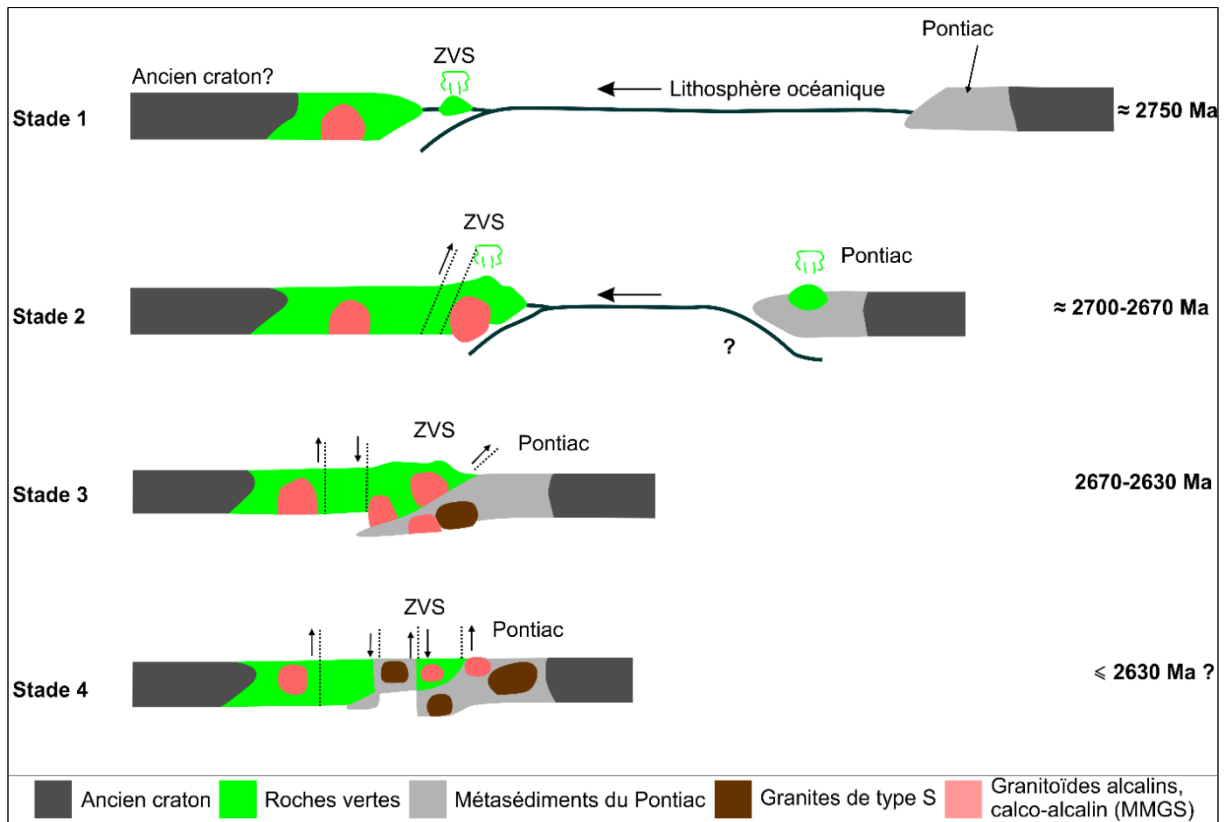 Pontiac
ZVS
Ancien craton?
Lithosphère océanique
Stade 1
≈ 2750 Ma
ZVS
Pontiac
Stade 2
≈ 2700-2670 Ma
?
ZVS
Pontiac
Stade 3
2670-2630 Ma
ZVS
Pontiac
Stade 4
⩽ 2630 Ma ?
Ancien craton
Roches vertes
Métasédiments du Pontiac
Granites de type S
Granitoïdes alcalins,
calco-alcalin (MMGS)